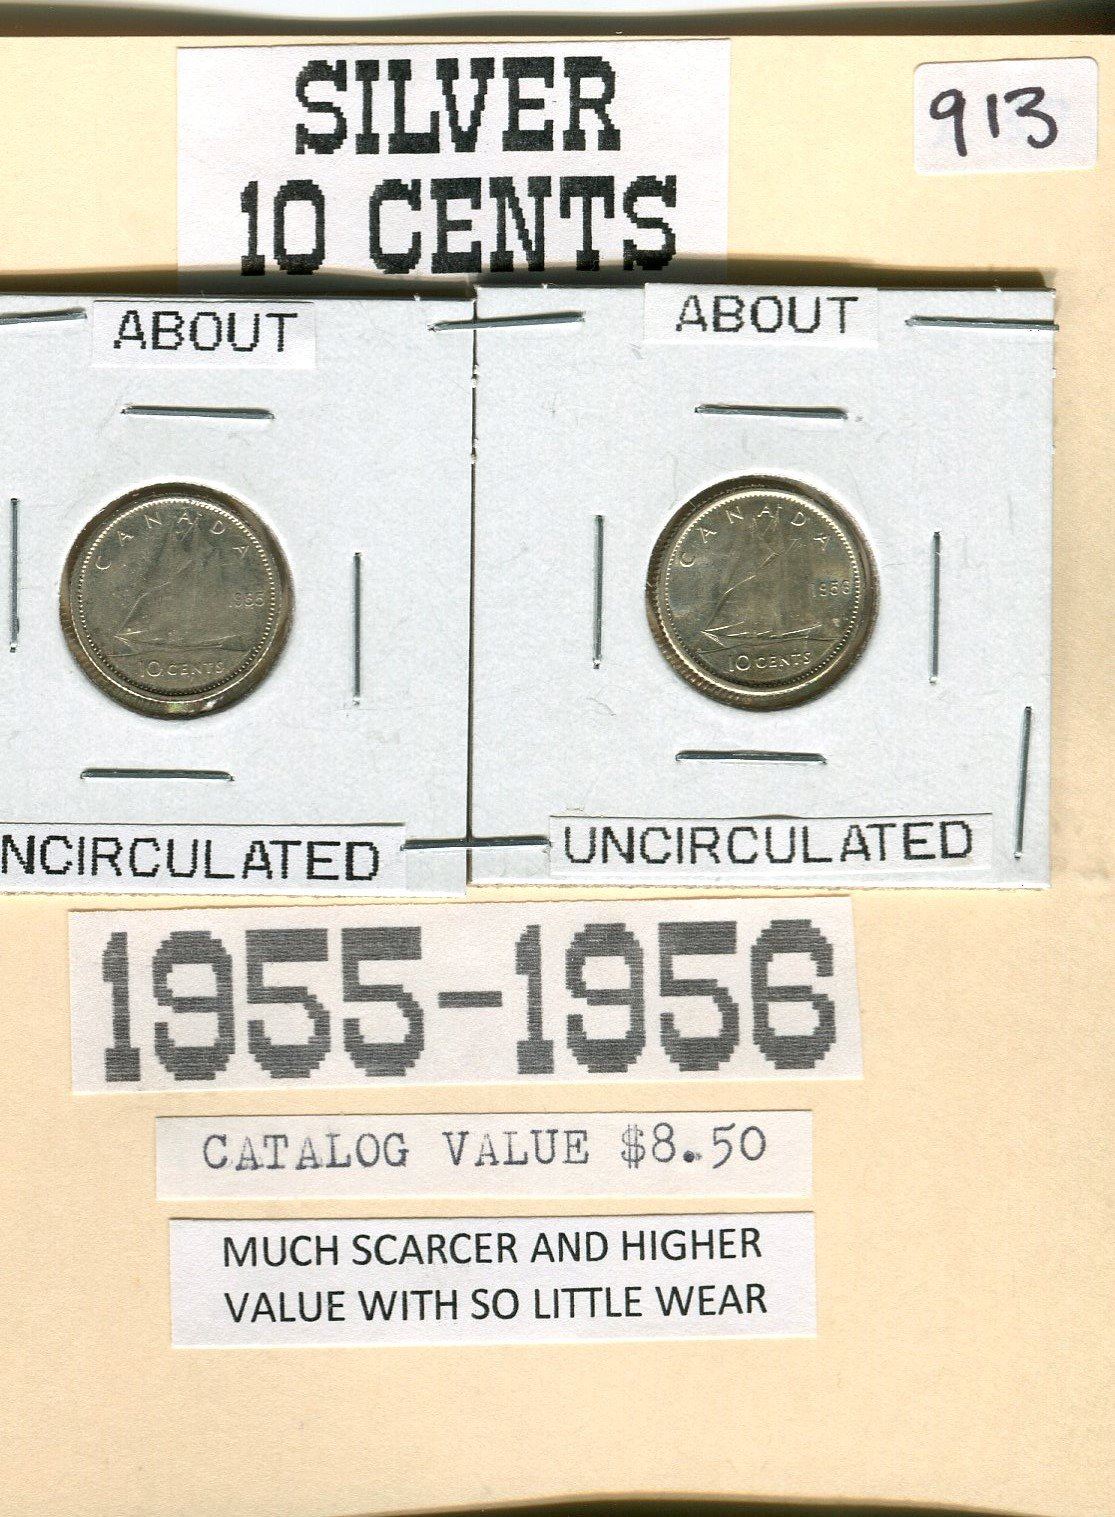 SILVER
10 CENTS
913
ABOUT
CANADA
1955
10 CENTS
NCIRCULATED
ABOUT
CANADA
1956
10 CENTS
UNCIRCULATED
1955-1956
CATALOG VALUE $8.50
MUCH SCARCER AND HIGHER
VALUE WITH SO LITTLE WEAR